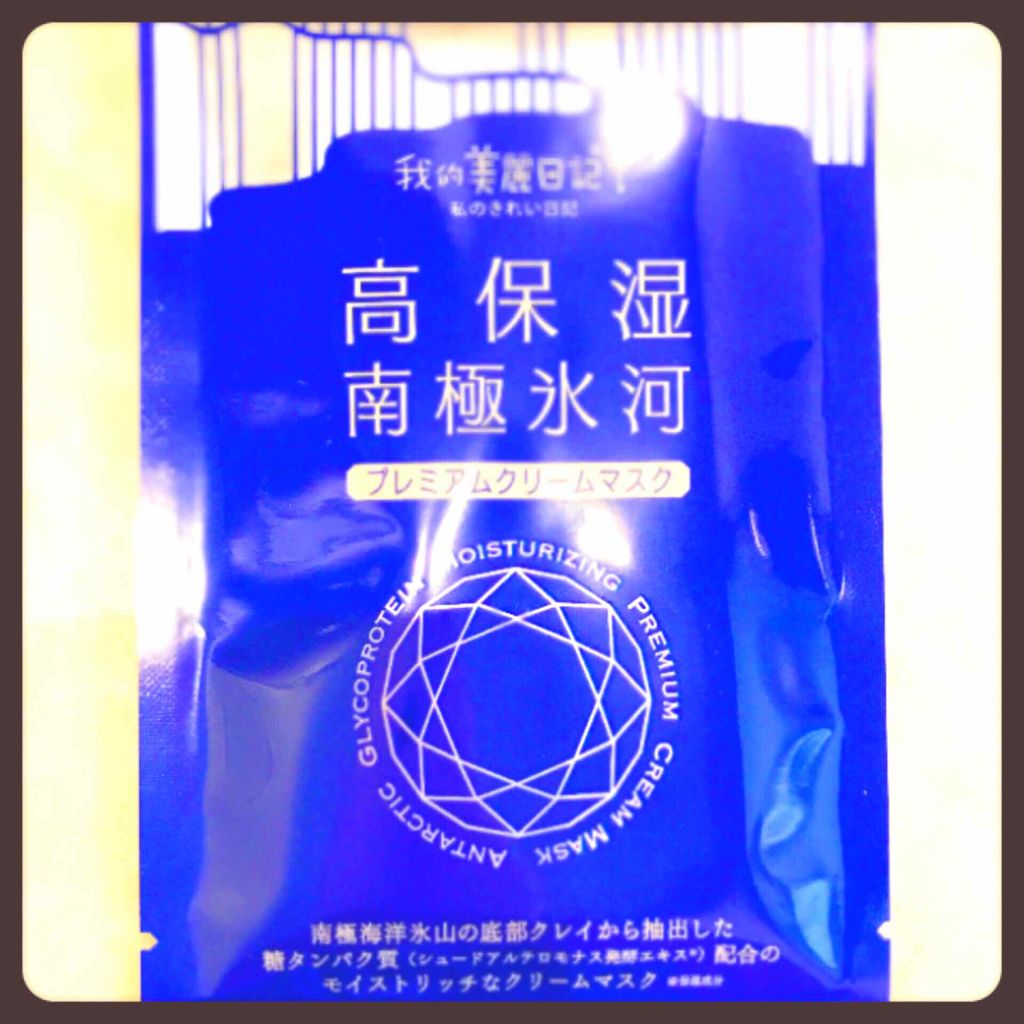 我的美麗日記
私のきれい日記
高保湿
南極氷河
プレミアムクリームマスク
ANTARCTIC GLYCOPROTEIN MOISTURIZING PREMIUM CREAM MASK
南極海洋氷山の底部クレイから抽出した
糖タンパク質（シュードアルテロモナス発酵エキス*）配合の
モイストリッチなクリームマスク ※保湿成分